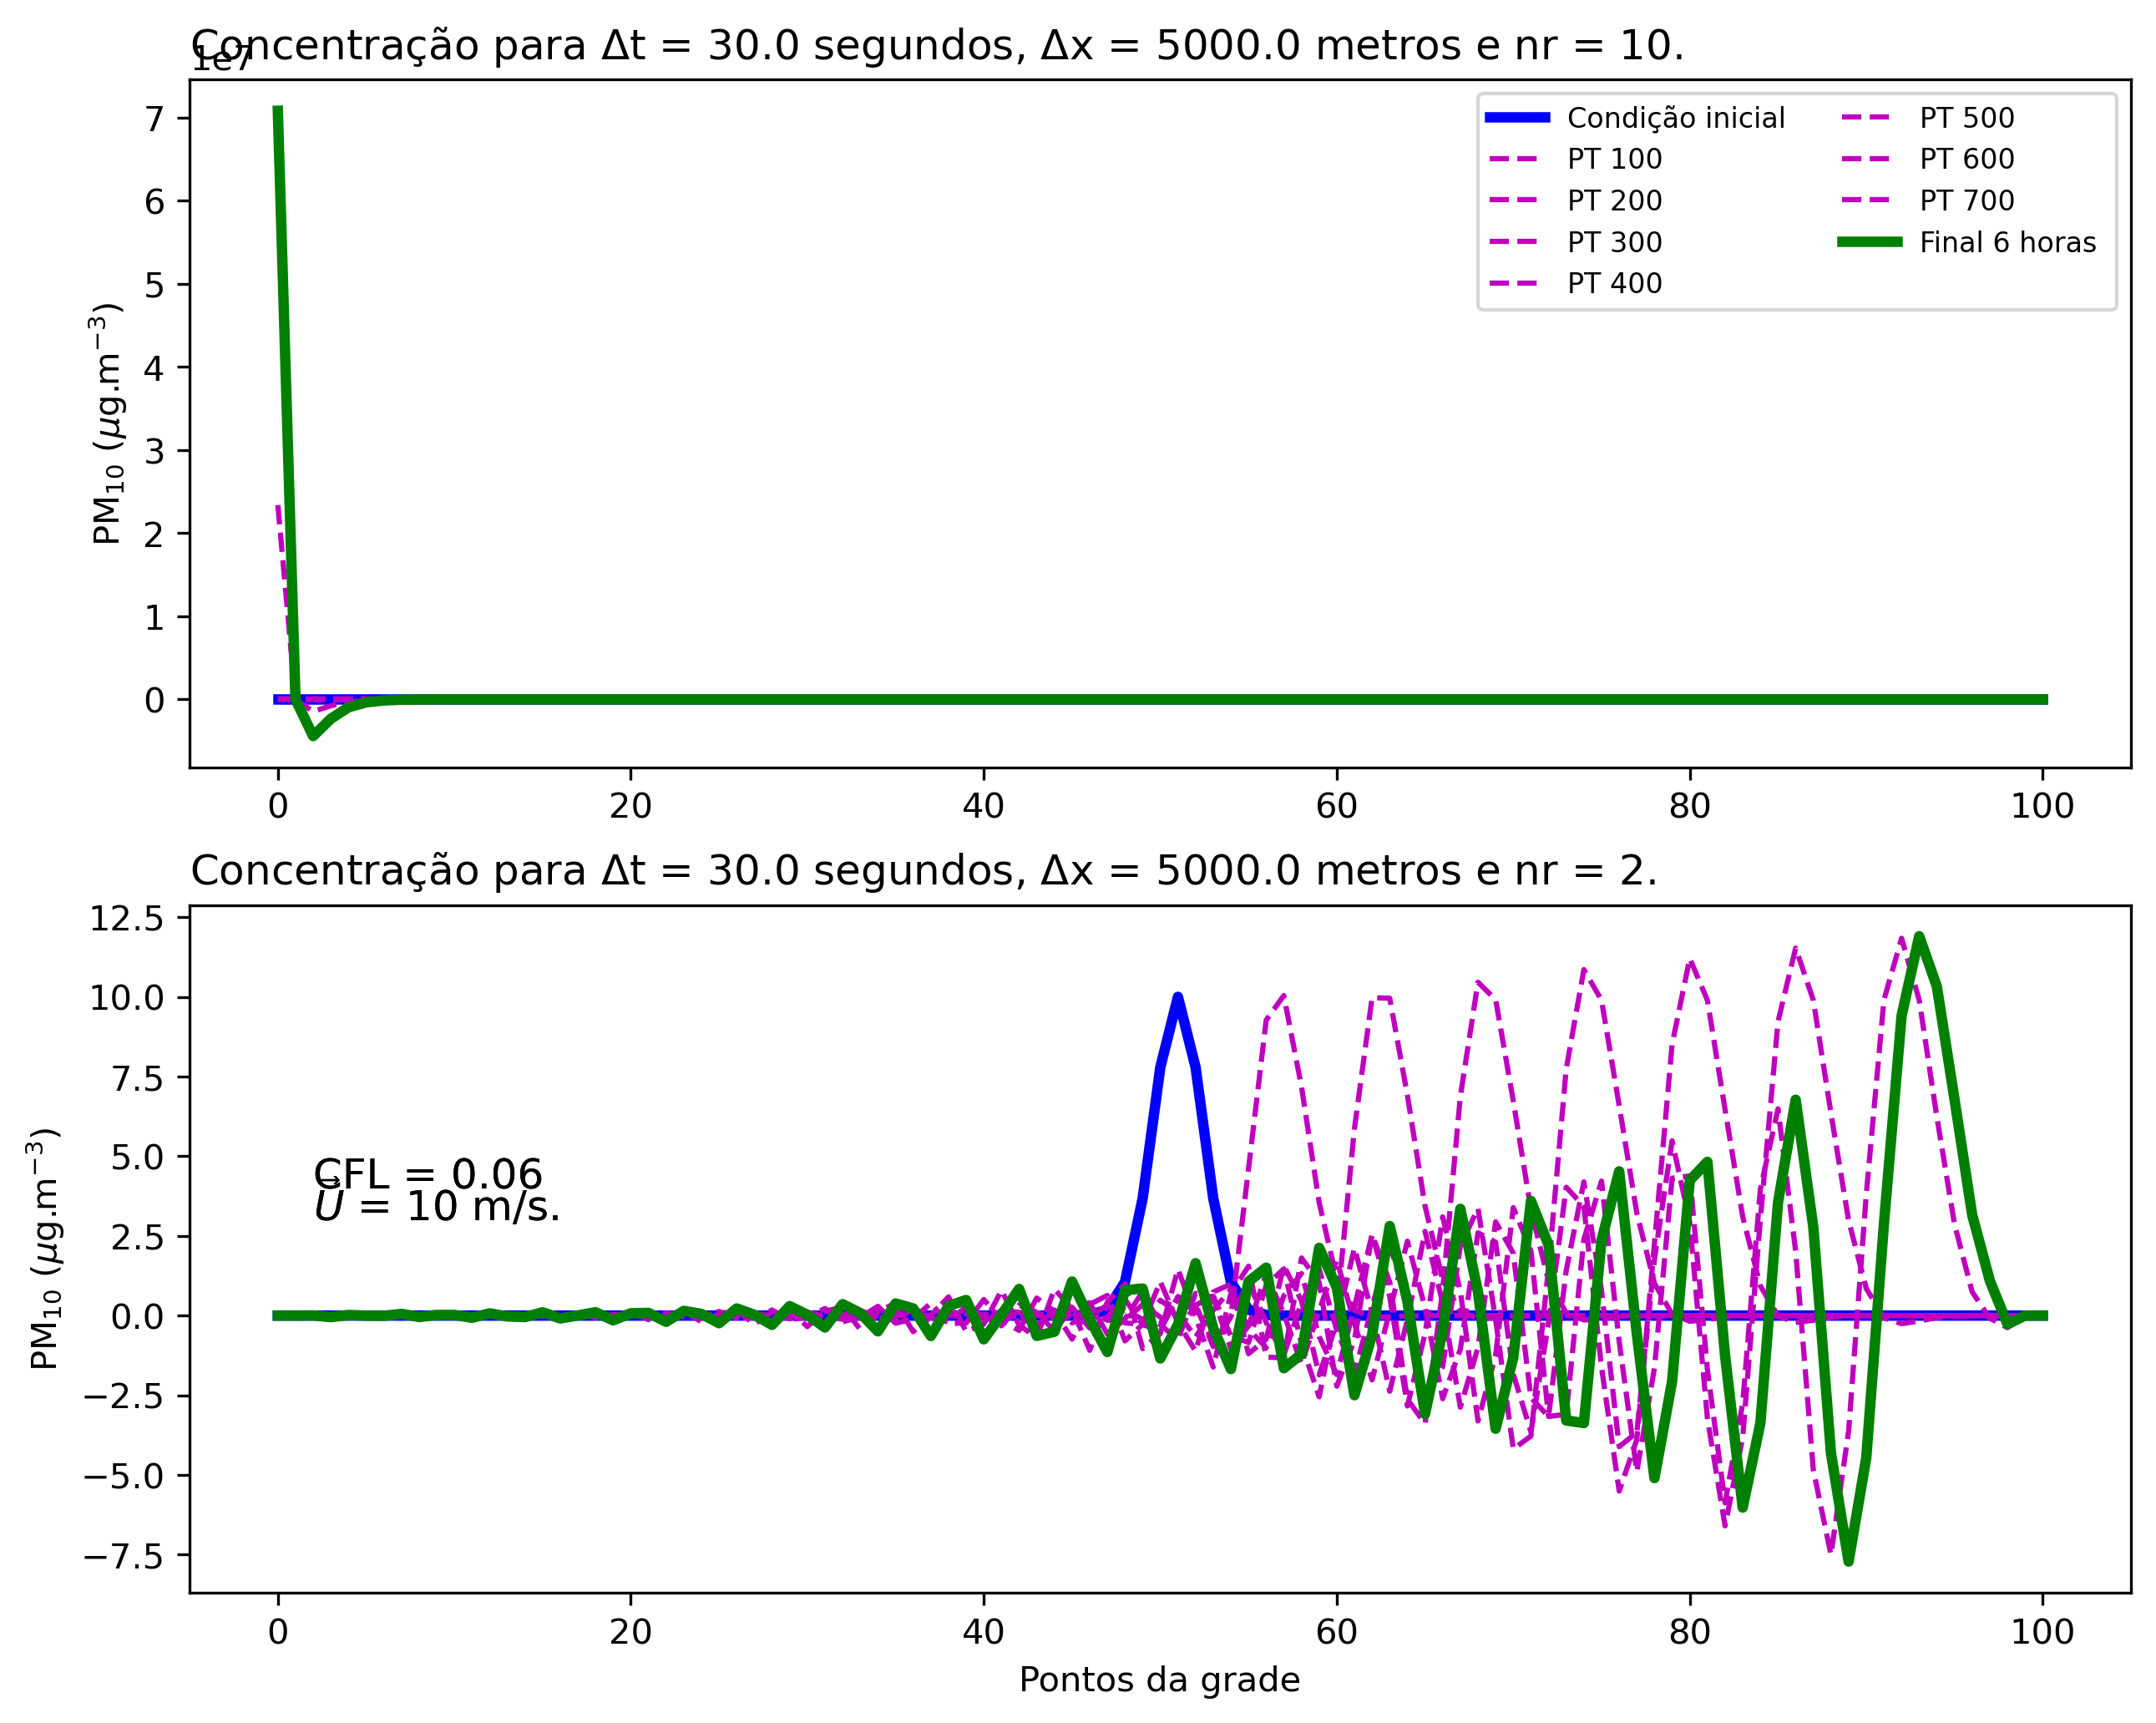 Concentração para Δt = 30.0 segundos, Δx = 5000.0 metros e nr = 10.
1e7
7
6
5
4
3
2
1
0
PM₁₀ (μg.m⁻³)
Condição inicial
PT 100
PT 200
PT 300
PT 400
PT 500
PT 600
PT 700
Final 6 horas
0 20 40 60 80 100
Concentração para Δt = 30.0 segundos, Δx = 5000.0 metros e nr = 2.
12.5
10.0
7.5
5.0
2.5
0.0
−2.5
−5.0
−7.5
PM₁₀ (μg.m⁻³)
CFL = 0.06
U⃗ = 10 m/s.
0 20 40 60 80 100
Pontos da grade